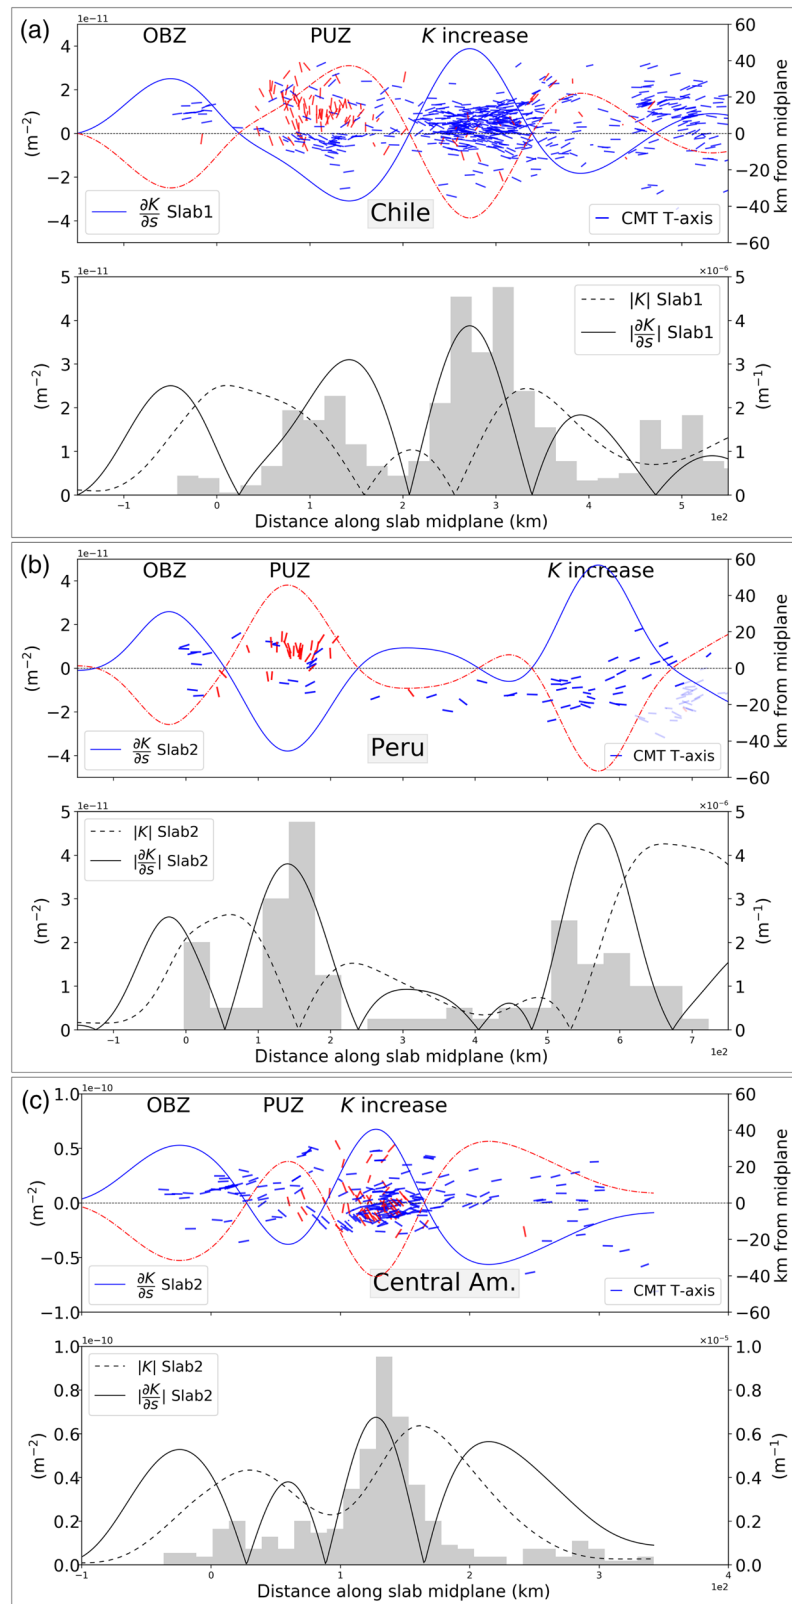 (a)
1e−11
OBZ PUZ K increase
4
2
0
−2
−4
(m⁻²)
60
40
20
0
−20
−40
−60
km from midplane
∂K/∂s Slab1
Chile
CMT T-axis
1e−11
×10⁻⁶
5
4
3
2
1
0
(m⁻²)
|K| Slab1
|∂K/∂s| Slab1
5
4
3
2
1
0
(m⁻¹)
−1 0 1 2 3 4 5
1e2
Distance along slab midplane (km)
(b)
1e−11
OBZ PUZ K increase
4
2
0
−2
−4
(m⁻²)
60
40
20
0
−20
−40
−60
km from midplane
∂K/∂s Slab2
Peru
CMT T-axis
1e−11
×10⁻⁶
5
4
3
2
1
0
(m⁻²)
|K| Slab2
|∂K/∂s| Slab2
5
4
3
2
1
0
(m⁻¹)
−1 0 1 2 3 4 5 6 7
1e2
Distance along slab midplane (km)
(c)
1e−10
OBZ PUZ K increase
1.0
0.5
0.0
−0.5
−1.0
(m⁻²)
60
40
20
0
−20
−40
−60
km from midplane
∂K/∂s Slab2
Central Am.
CMT T-axis
1e−10
×10⁻⁵
1.0
0.8
0.6
0.4
0.2
0.0
(m⁻²)
|K| Slab2
|∂K/∂s| Slab2
1.0
0.8
0.6
0.4
0.2
0.0
(m⁻¹)
−1 0 1 2 3 4
1e2
Distance along slab midplane (km)